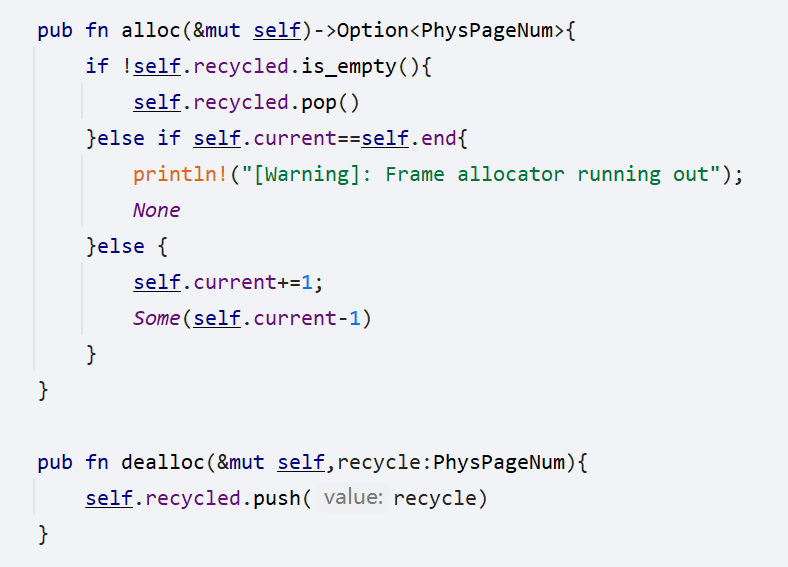 pub fn alloc(&mut self)->Option<PhysPageNum>{
    if !self.recycled.is_empty(){
        self.recycled.pop()
    }else if self.current==self.end{
        println!("[Warning]: Frame allocator running out");
        None
    }else {
        self.current+=1;
        Some(self.current-1)
    }
}

pub fn dealloc(&mut self,recycle:PhysPageNum){
    self.recycled.push( value: recycle)
}